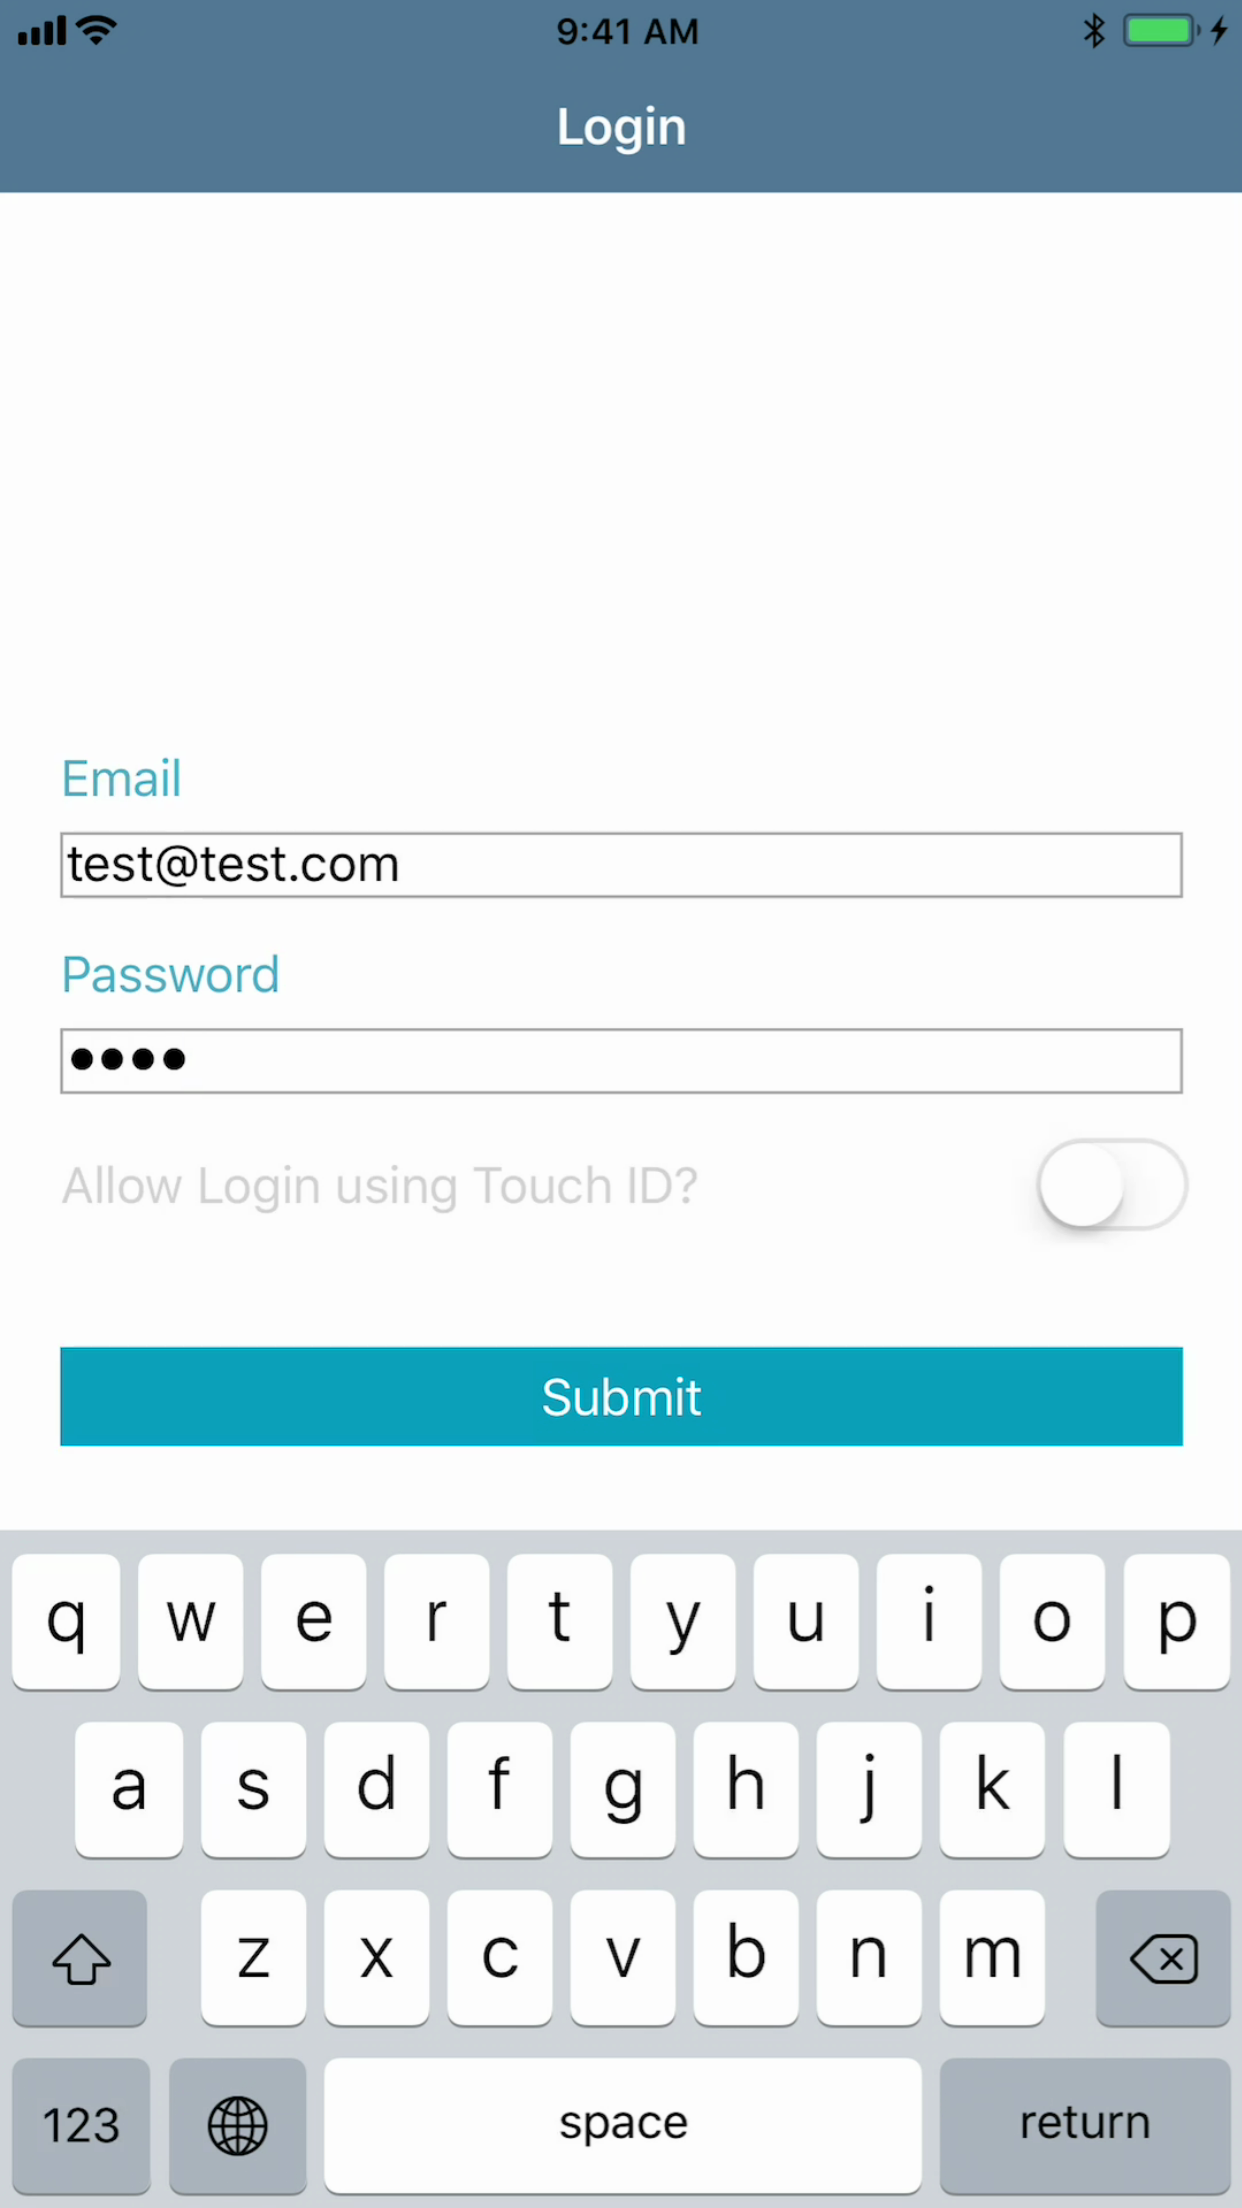 9:41 AM
Login
Email
test@test.com
Password
••••
Allow Login using Touch ID?
Submit
q w e r t y u i o p
a s d f g h j k l
z x c v b n m
123 space return